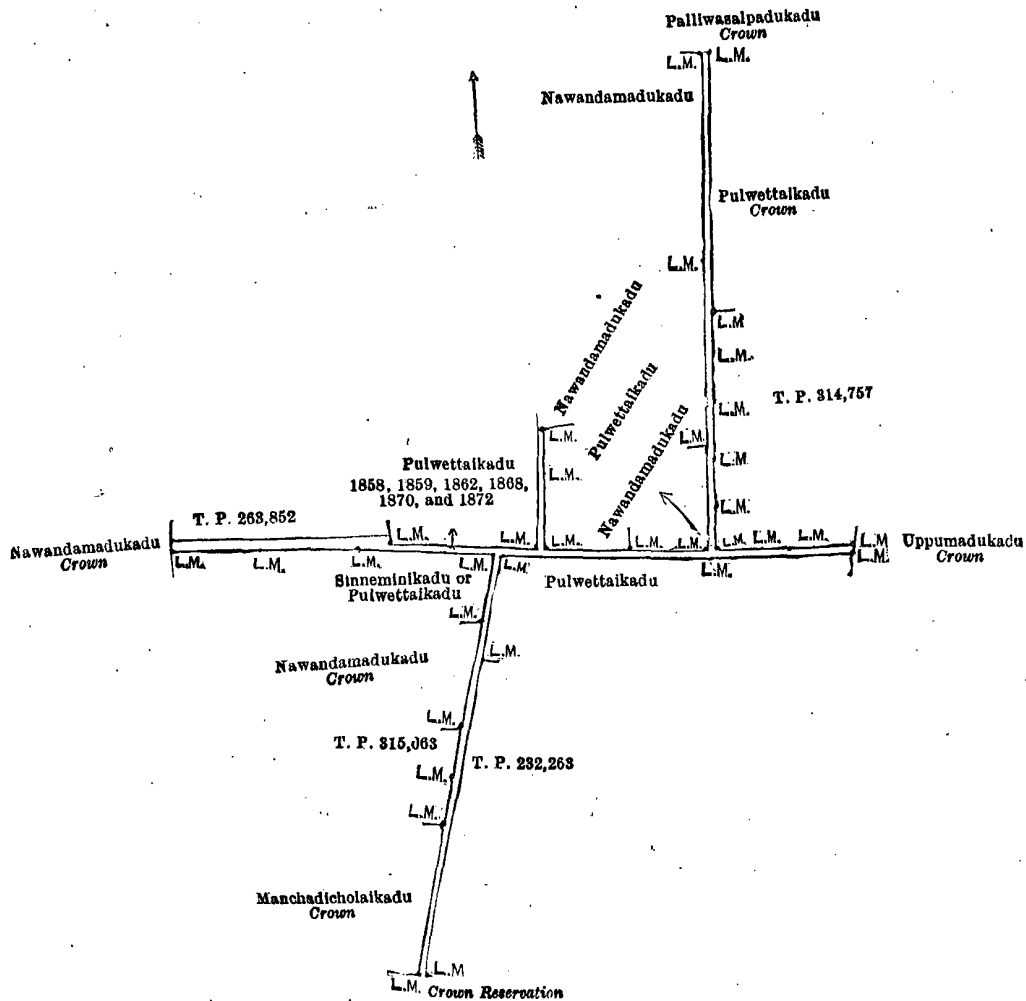 Palliwasalpadukadu
Crown
L.M. L.M.
Nawandamadukadu
Pulwettaikadu
Crown
L.M.
Nawandamadukadu
L.M
L.M.
Pulwettaikadu
T. P. 314,757
L.M.
Nawandamadukadu
L.M.
L.M.
L.M
Pulwettaikadu
1858, 1859, 1862, 1868,
1870, and 1872
L.M.
L.M.
T. P. 263,852
L.M. L.M. L.M. L.M. L.M. L.M. L.M. L.M. L.M
Nawandamadukadu
Crown
Uppumadukadu
Crown
L.M. L.M. L.M. L.M. L.M. L.M. L.M.
Sinneminikadu or
Pulwettaikadu
Pulwettaikadu
L.M.
L.M.
Nawandamadukadu
Crown
L.M.
T. P. 315,063
T. P. 232,263
L.M.
L.M.
Manchadicholaikadu
Crown
L.M. L.M
Crown Reservation